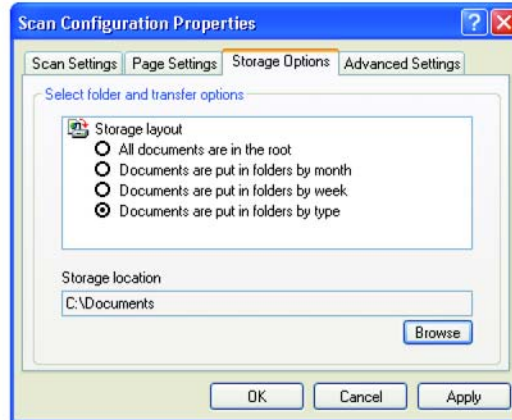 Scan Configuration Properties
Scan Settings Page Settings Storage Options Advanced Settings
Select folder and transfer options
Storage layout
All documents are in the root
Documents are put in folders by month
Documents are put in folders by week
Documents are put in folders by type
Storage location
C:\Documents
Browse
OK Cancel Apply